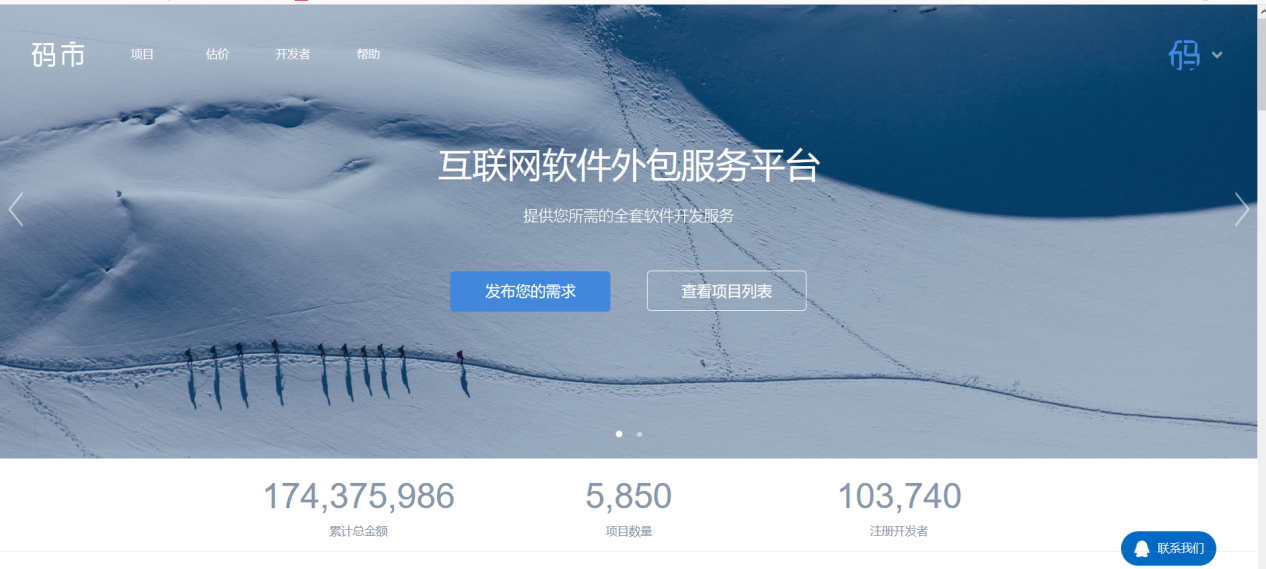 码市 项目 估价 开发者 帮助 码
互联网软件外包服务平台
提供您所需的全套软件开发服务
发布您的需求 查看项目列表
174,375,986 5,850 103,740
累计总金额 项目数量 注册开发者
联系我们